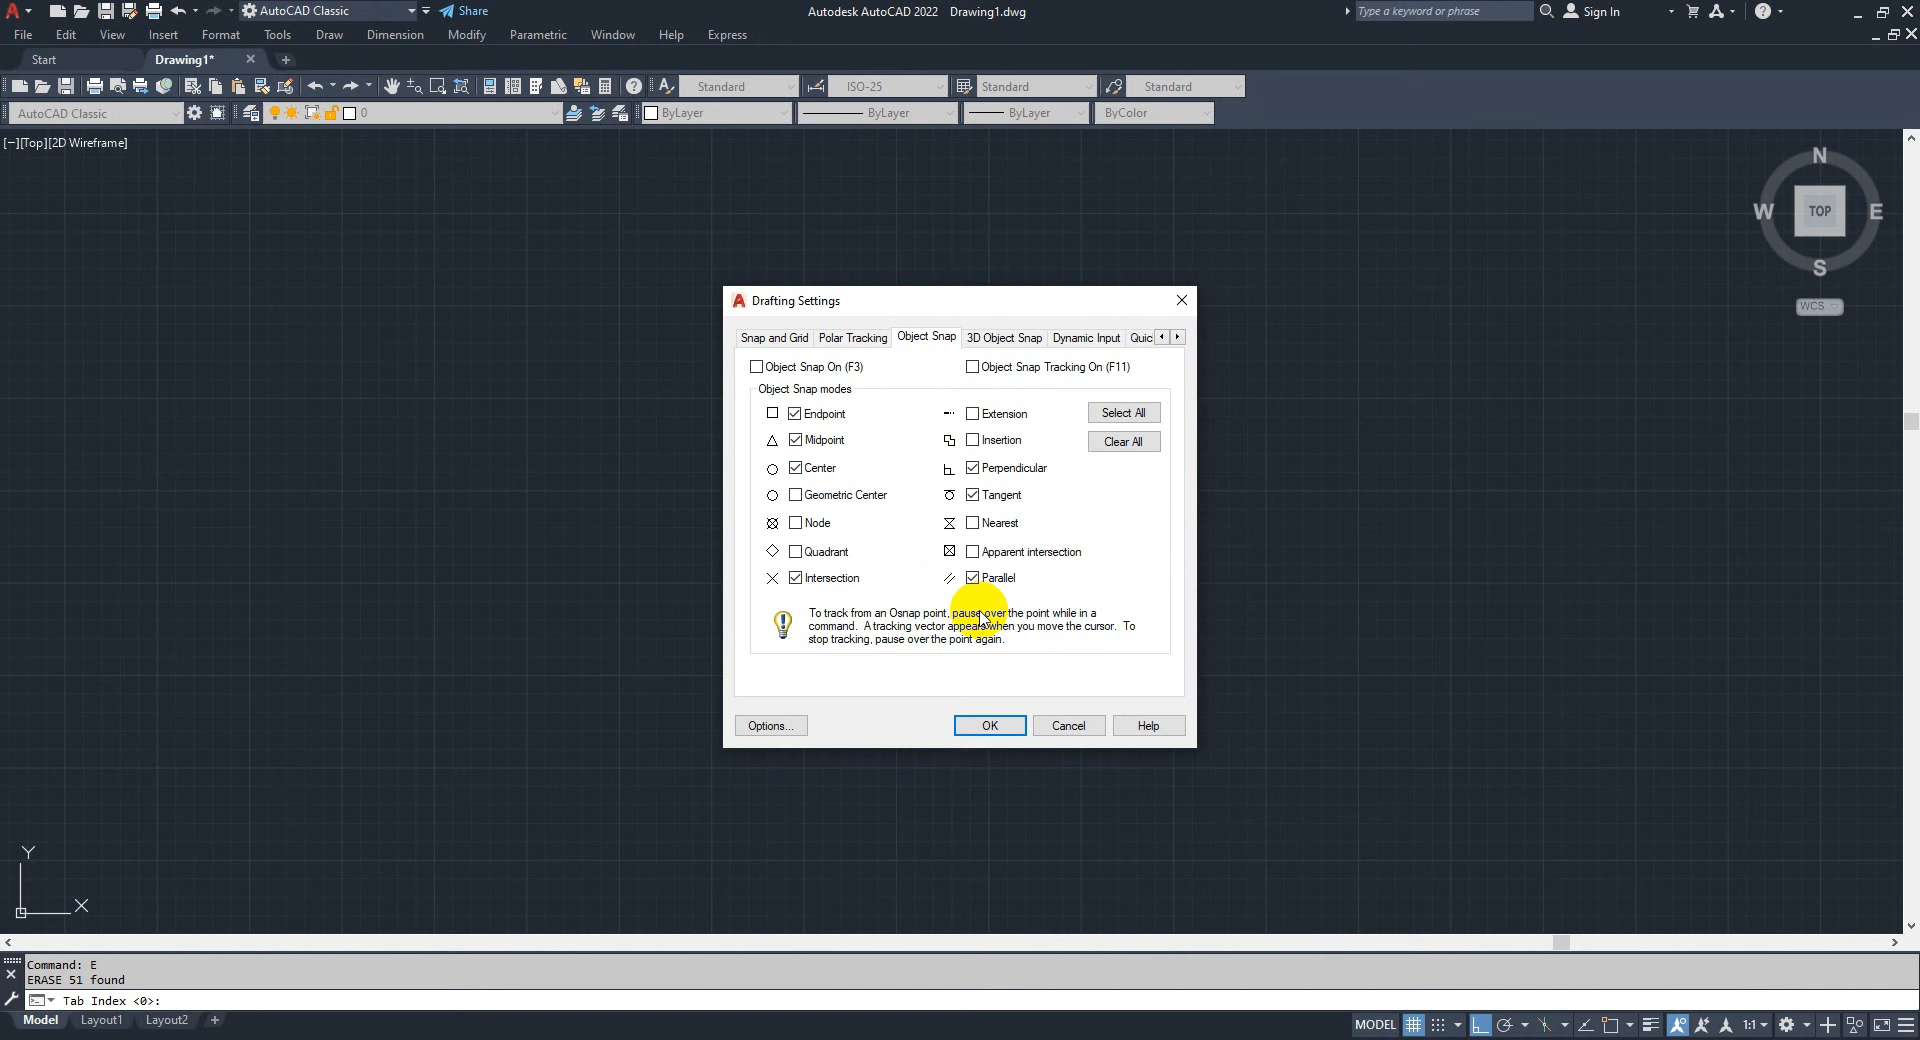 AutoCAD Classic
Share
Autodesk AutoCAD 2022 Drawing1.dwg
Type a keyword or phrase
Sign In
File Edit View Insert Format Tools Draw Dimension Modify Parametric Window Help Express
Start
Drawing1*
Standard
ISO-25
Standard
Standard
AutoCAD Classic
0
ByLayer
ByLayer
ByLayer
ByColor
[−][Top][2D Wireframe]
N
W
TOP
E
S
WCS
Drafting Settings
Snap and Grid
Polar Tracking
Object Snap
3D Object Snap
Dynamic Input
Quic
Object Snap On (F3)
Object Snap Tracking On (F11)
Object Snap modes
Endpoint
Extension
Select All
Midpoint
Insertion
Clear All
Center
Perpendicular
Geometric Center
Tangent
Node
Nearest
Quadrant
Apparent intersection
Intersection
Parallel
To track from an Osnap point, pause over the point while in a
command. A tracking vector appears when you move the cursor. To
stop tracking, pause over the point again.
Options...
OK
Cancel
Help
Y
X
Command: E
ERASE 51 found
Tab Index <0>:
Model
Layout1
Layout2
MODEL
1:1